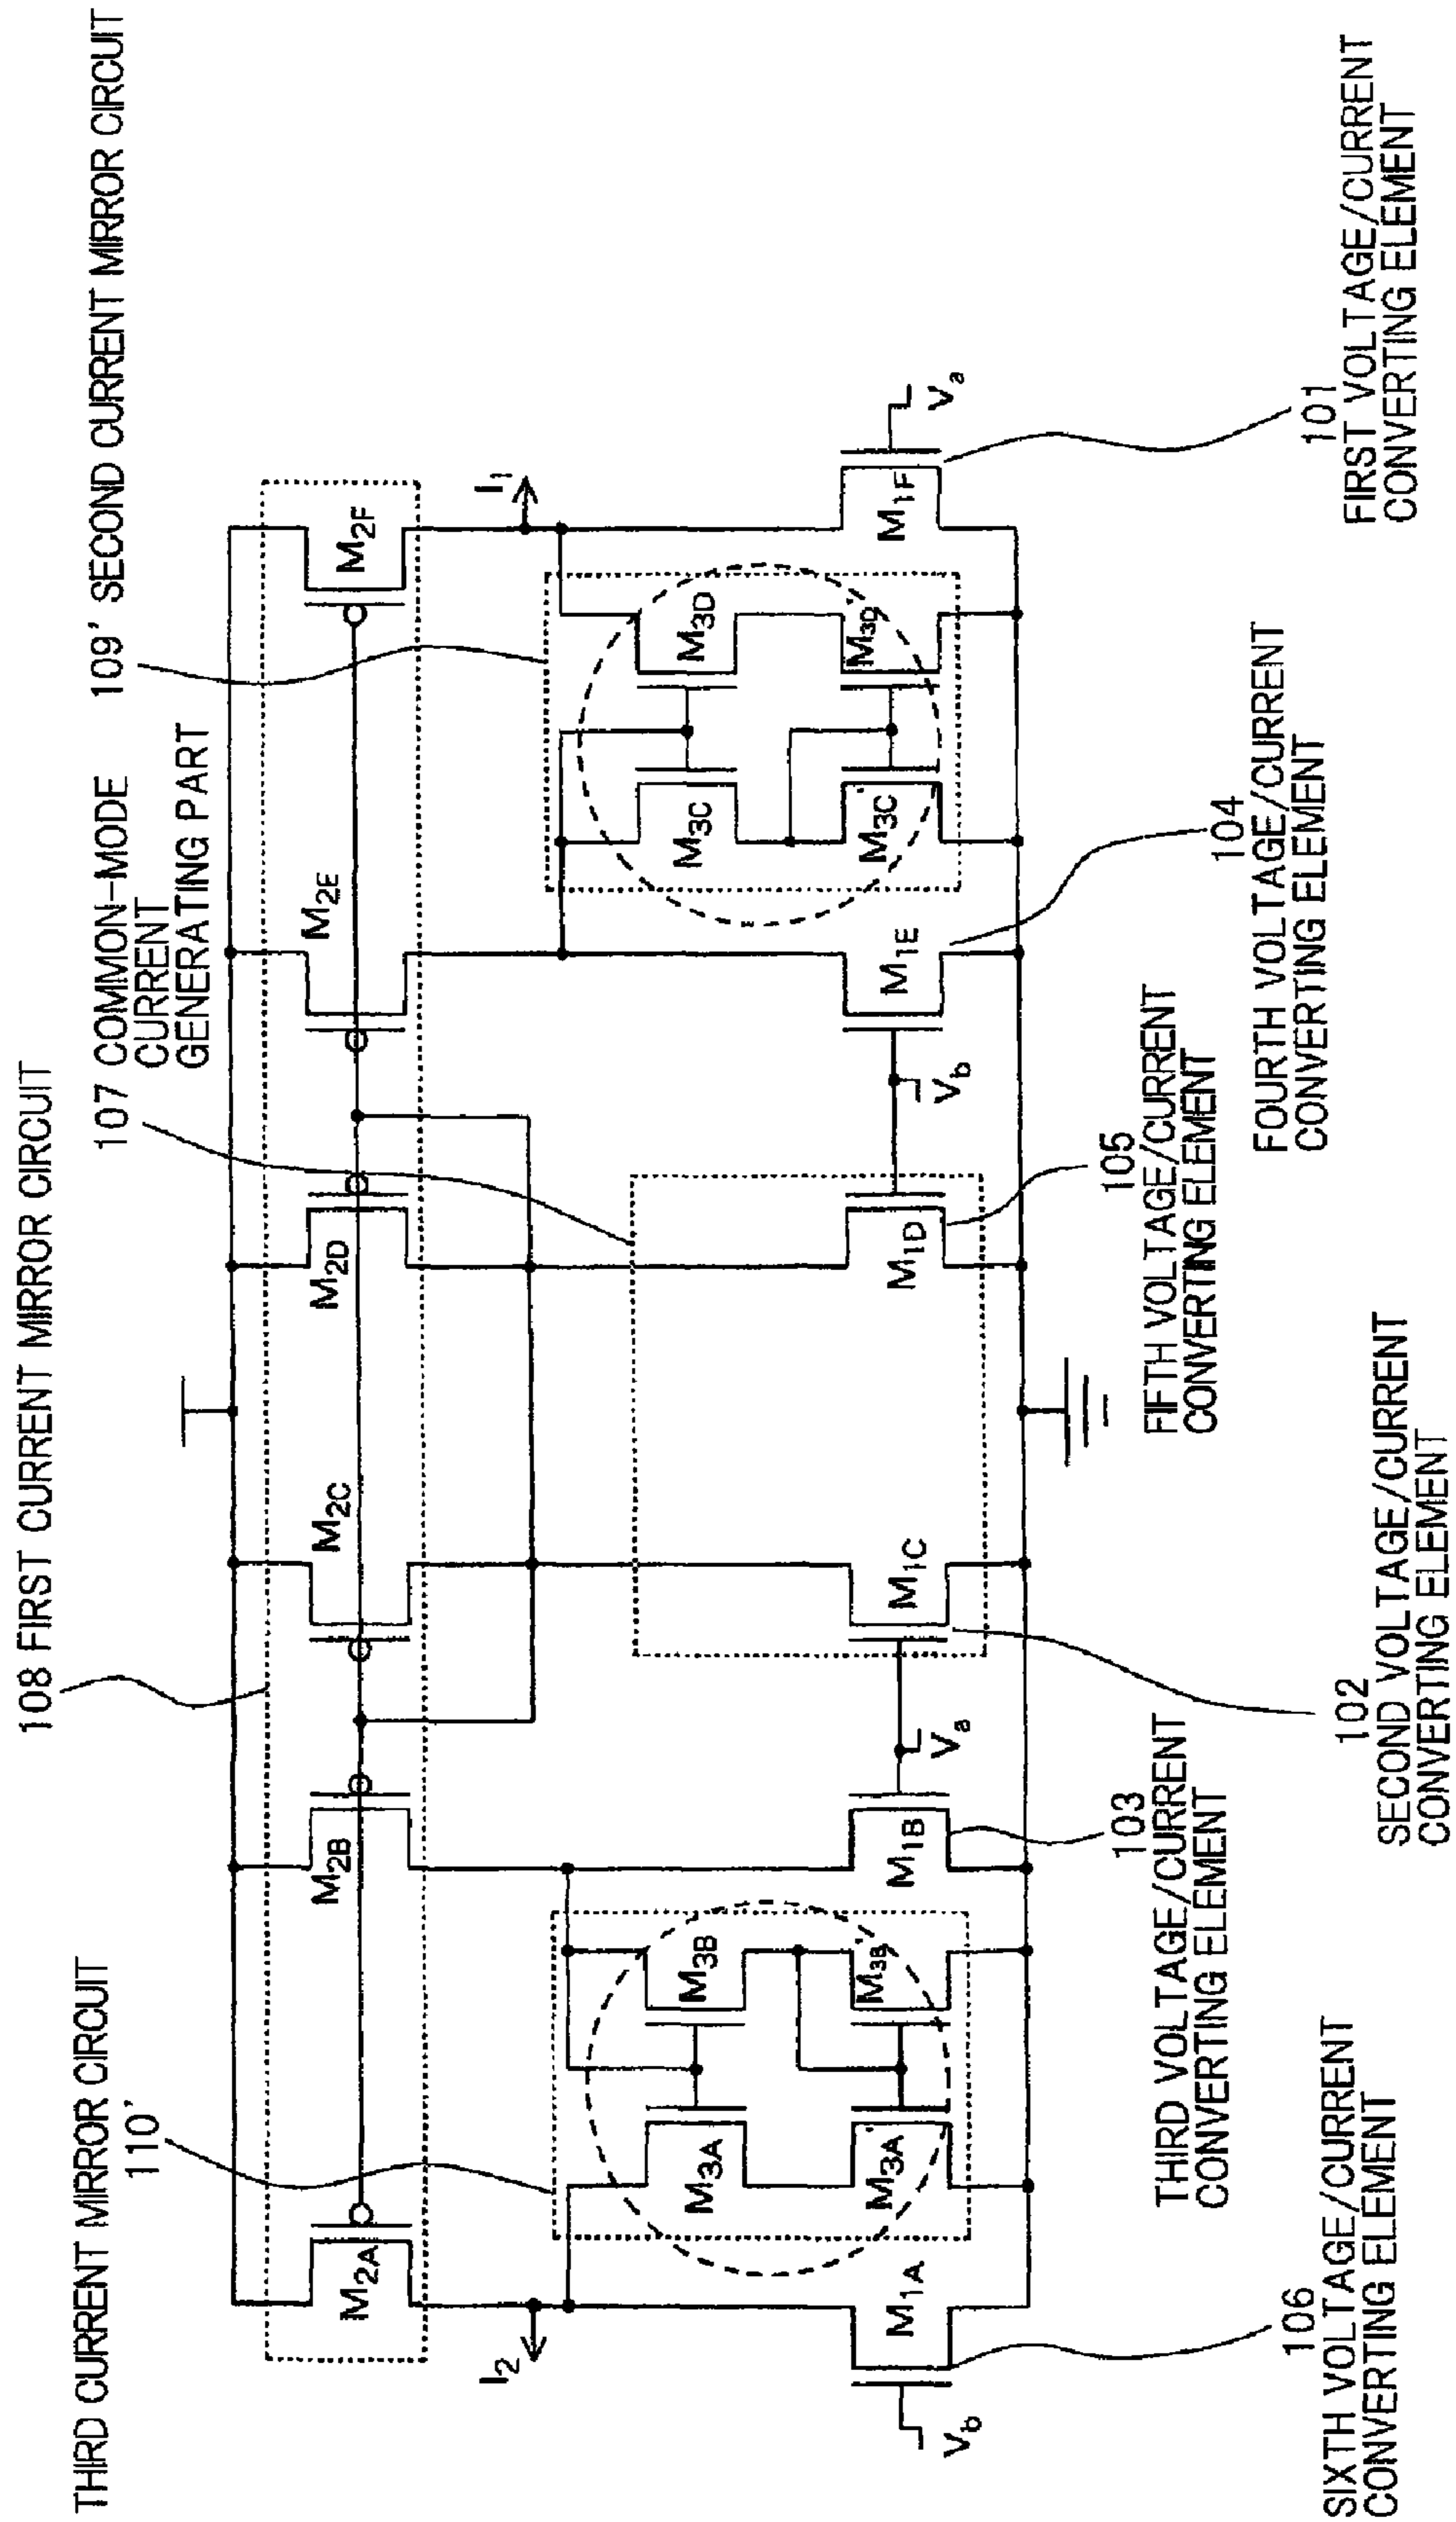 THIRD CURRENT MIRROR CIRCUIT
110'
108 FIRST CURRENT MIRROR CIRCUIT
107 COMMON-MODE
CURRENT
GENERATING PART
109' SECOND CURRENT MIRROR CIRCUIT
M2A
M2B
M2C
M2D
M2E
M2F
I2
I1
M3A
M3B
M3C
M3D
M3A'
M3B'
M3C'
M3D'
M1A
M1B
M1C
M1D
M1E
M1F
Vb
Va
Vb
Va
106
SIXTH VOLTAGE/CURRENT
CONVERTING ELEMENT
103
THIRD VOLTAGE/CURRENT
CONVERTING ELEMENT
102
SECOND VOLTAGE/CURRENT
CONVERTING ELEMENT
105
FIFTH VOLTAGE/CURRENT
CONVERTING ELEMENT
104
FOURTH VOLTAGE/CURRENT
CONVERTING ELEMENT
101
FIRST VOLTAGE/CURRENT
CONVERTING ELEMENT